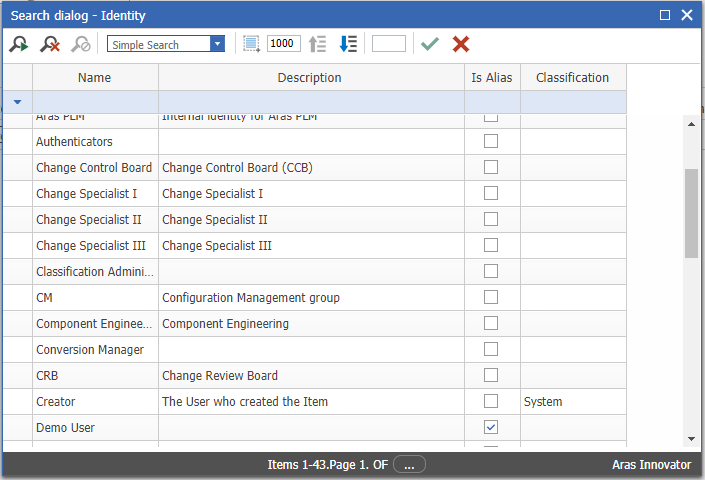 Search dialog - Identity
Simple Search 1000
Name Description Is Alias Classification
Aras PLM Internal identity for Aras PLM
Authenticators
Change Control Board Change Control Board (CCB)
Change Specialist I Change Specialist I
Change Specialist II Change Specialist II
Change Specialist III Change Specialist III
Classification Admini...
CM Configuration Management group
Component Enginee... Component Engineering
Conversion Manager
CRB Change Review Board
Creator The User who created the Item System
Demo User
Items 1-43.Page 1. OF ... Aras Innovator